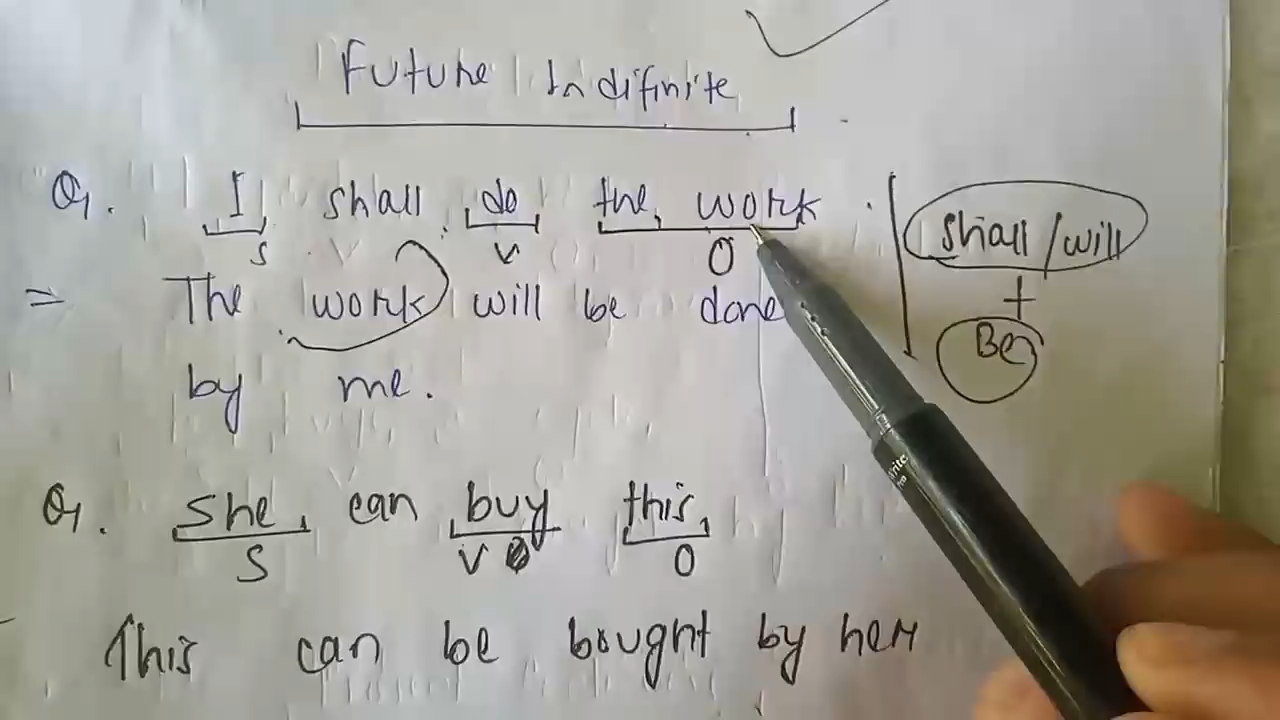 Future Indifinite
Q. I shall do the work.
S V O
shall/will
+
Be
= The work will be done
by me.
Q. She can buy this,
S V O
This can be bought by her